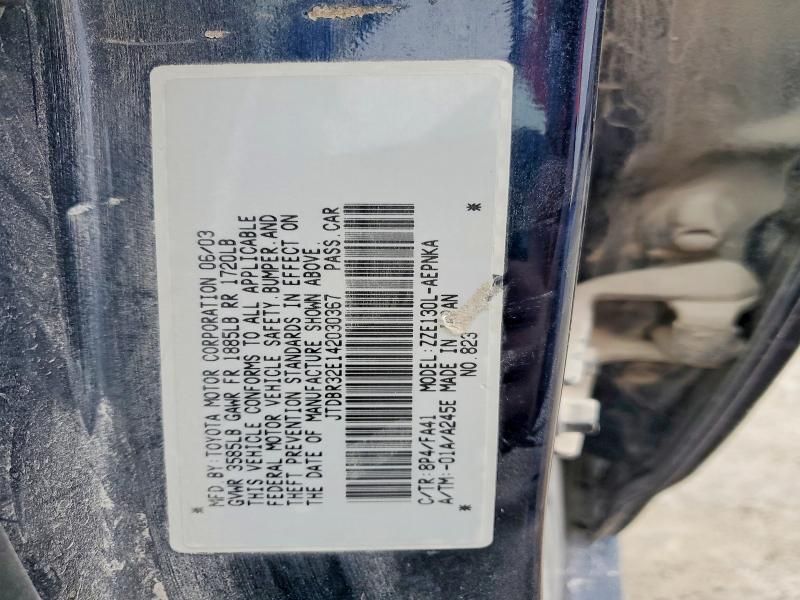 MFD BY:TOYOTA MOTOR CORPORATION 06/03
GVWR 3585LB GAWR FR 1885LB RR 1720LB
THIS VEHICLE CONFORMS TO ALL APPLICABLE
FEDERAL MOTOR VEHICLE SAFETY,BUMPER,AND
THEFT PREVENTION STANDARDS IN EFFECT ON
THE DATE OF MANUFACTURE SHOWN ABOVE.
JTDBR32E142030367 PASS CAR
C/TR:8P4/FA41 MODEL:ZZE130L-AEPNKA
A/TM:-01A/A245E MADE IN AN
NO 823